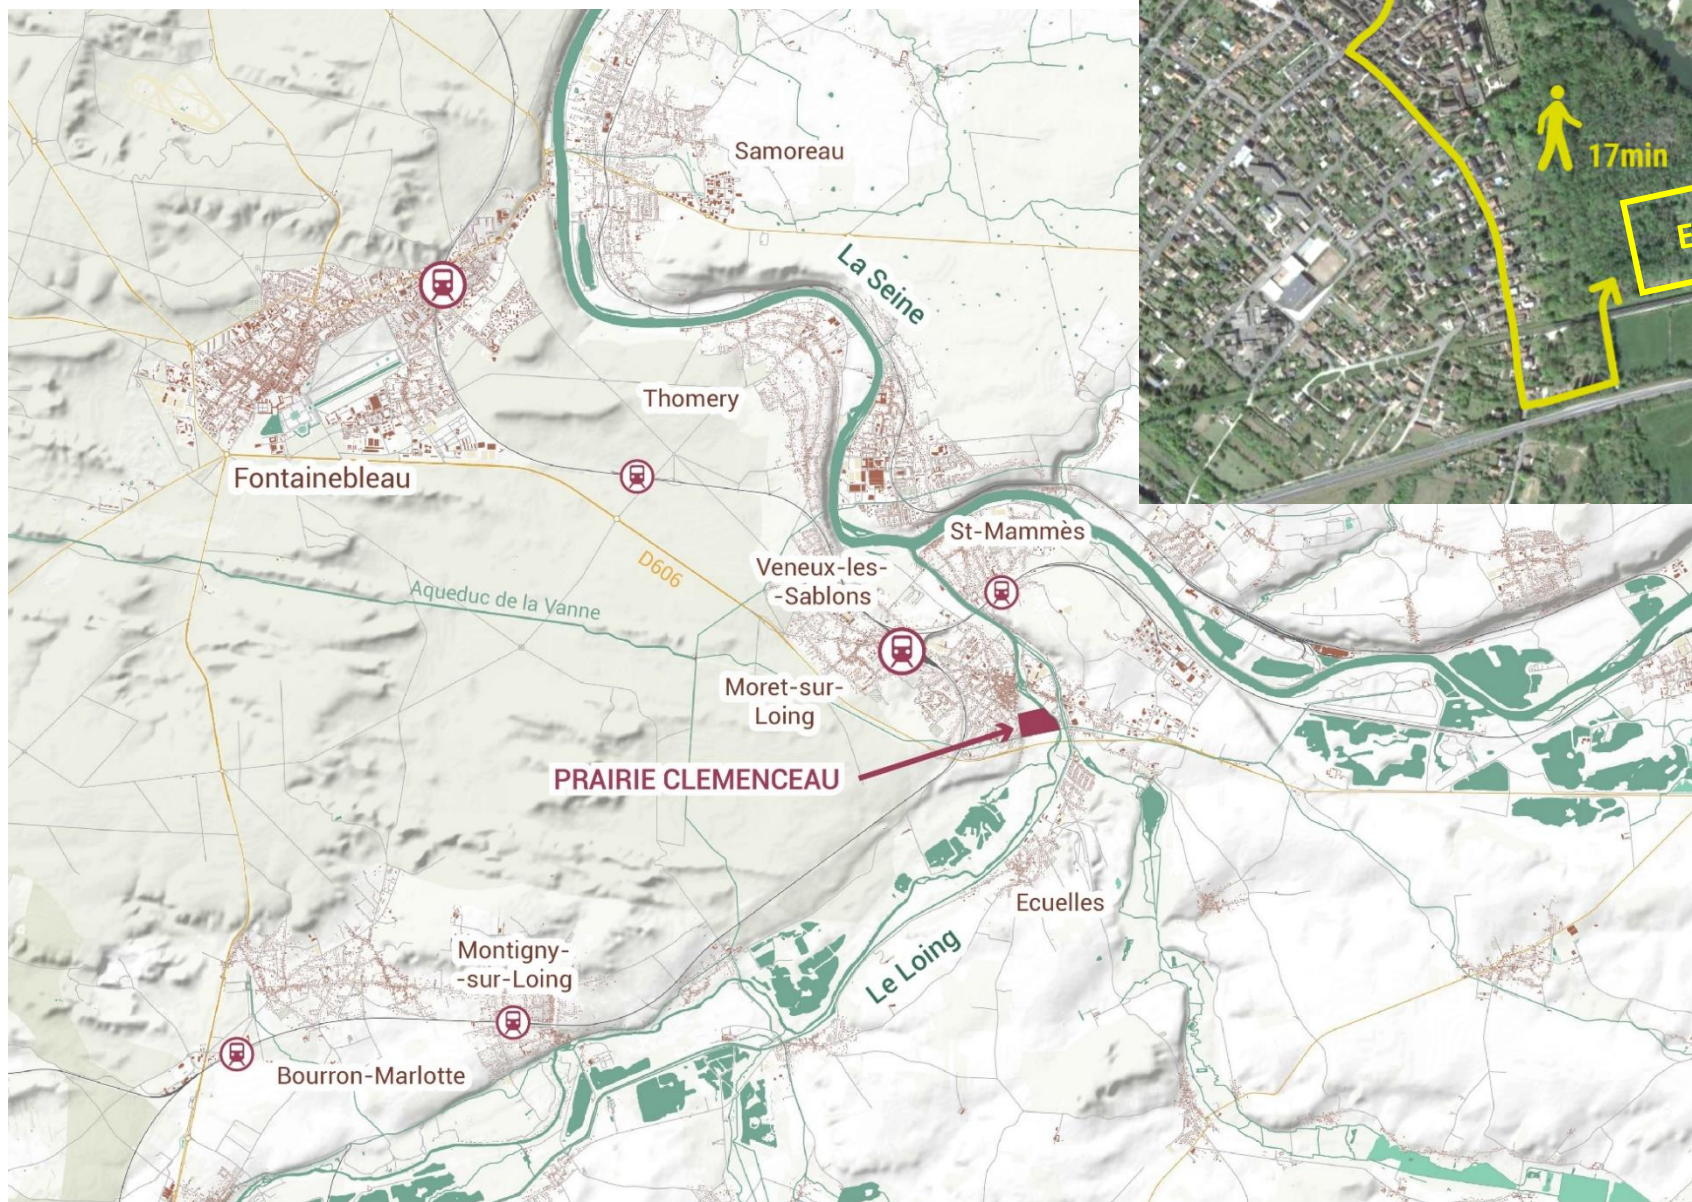 17min
E
Samoreau
La Seine
Thomery
Fontainebleau
D606
Aqueduc de la Vanne
St-Mammès
Veneux-les-
-Sablons
Moret-sur-
Loing
PRAIRIE CLEMENCEAU
Ecuelles
Le Loing
Montigny-
-sur-Loing
Bourron-Marlotte